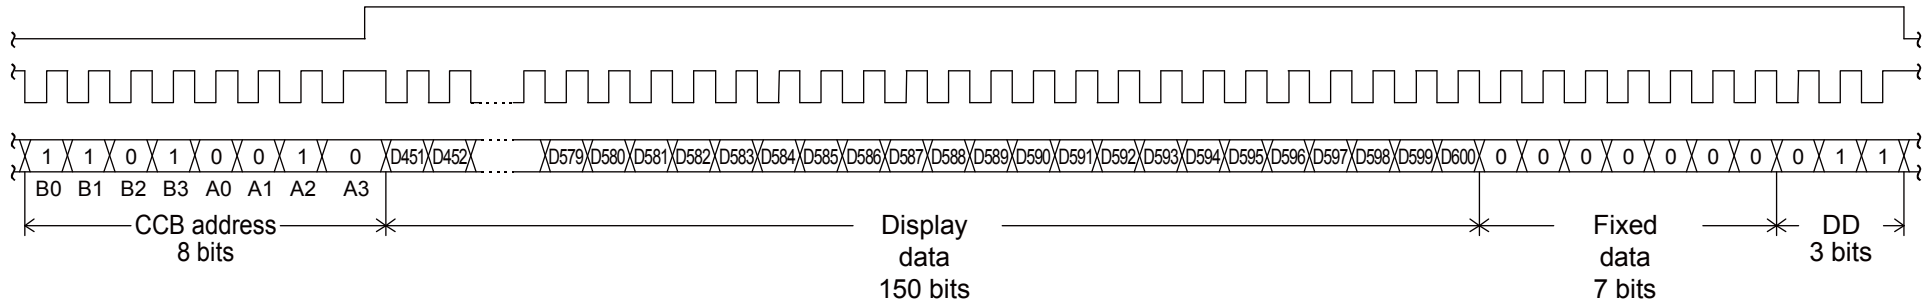 1 1 0 1 0 0 1 0 D451 D452 D579 D580 D581 D582 D583 D584 D585 D586 D587 D588 D589 D590 D591 D592 D593 D594 D595 D596 D597 D598 D599 D600 0 0 0 0 0 0 0 0 1 1
B0 B1 B2 B3 A0 A1 A2 A3
CCB address
8 bits
Display
data
150 bits
Fixed
data
7 bits
DD
3 bits